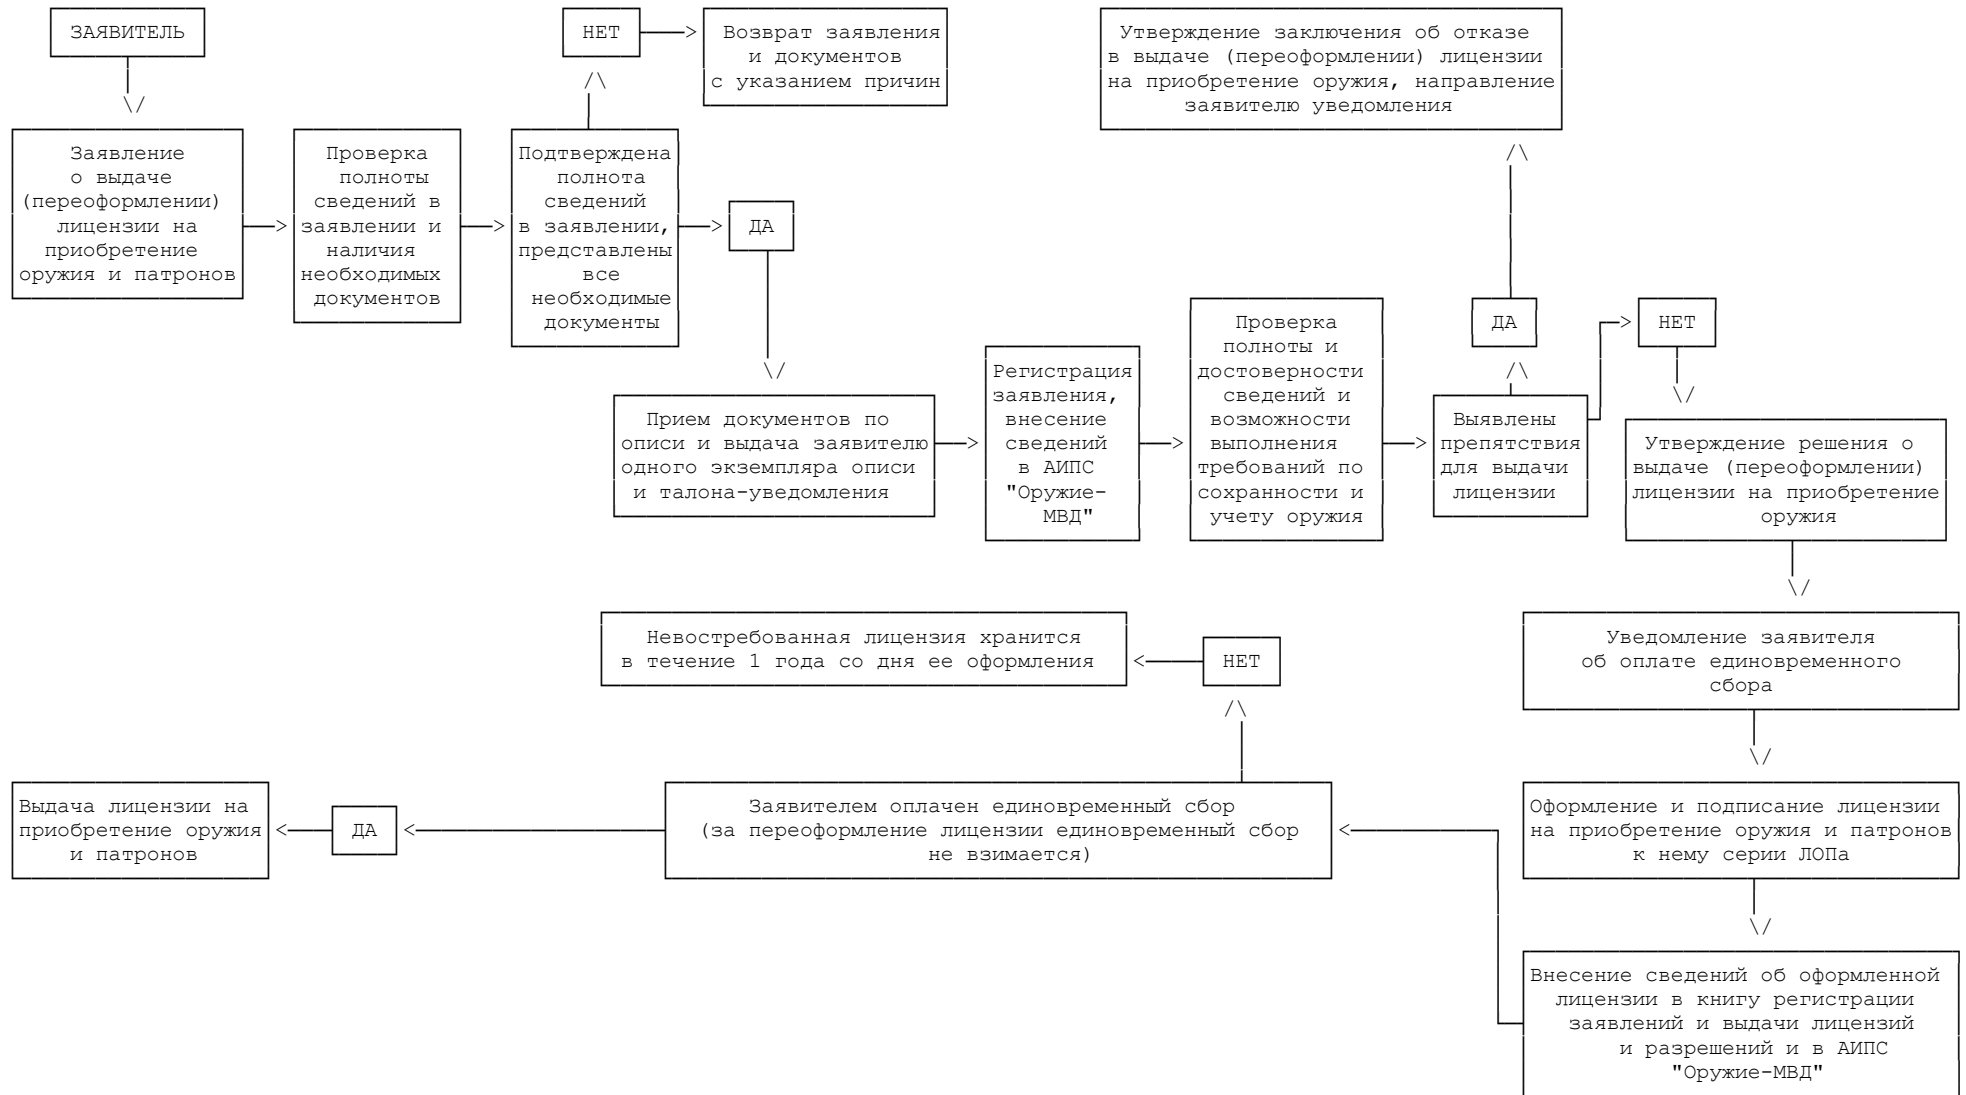 ЗАЯВИТЕЛЬ
НЕТ
Возврат заявления
и документов
с указанием причин
Утверждение заключения об отказе
в выдаче (переоформлении) лицензии
на приобретение оружия, направление
заявителю уведомления
Заявление
о выдаче
(переоформлении)
лицензии на
приобретение
оружия и патронов
Проверка
полноты
сведений в
заявлении и
наличия
необходимых
документов
Подтверждена
полнота
сведений
в заявлении,
представлены
все
необходимые
документы
ДА
Прием документов по
описи и выдача заявителю
одного экземпляра описи
и талона-уведомления
Регистрация
заявления,
внесение
сведений
в АИПС
"Оружие-
МВД"
Проверка
полноты и
достоверности
сведений и
возможности
выполнения
требований по
сохранности и
учету оружия
Выявлены
препятствия
для выдачи
лицензии
ДА
НЕТ
Утверждение решения о
выдаче (переоформлении)
лицензии на приобретение
оружия
Уведомление заявителя
об оплате единовременного
сбора
Оформление и подписание лицензии
на приобретение оружия и патронов
к нему серии ЛОПа
Внесение сведений об оформленной
лицензии в книгу регистрации
заявлений и выдачи лицензий
и разрешений и в АИПС
"Оружие-МВД"
Заявителем оплачен единовременный сбор
(за переоформление лицензии единовременный сбор
не взимается)
НЕТ
Невостребованная лицензия хранится
в течение 1 года со дня ее оформления
ДА
Выдача лицензии на
приобретение оружия
и патронов